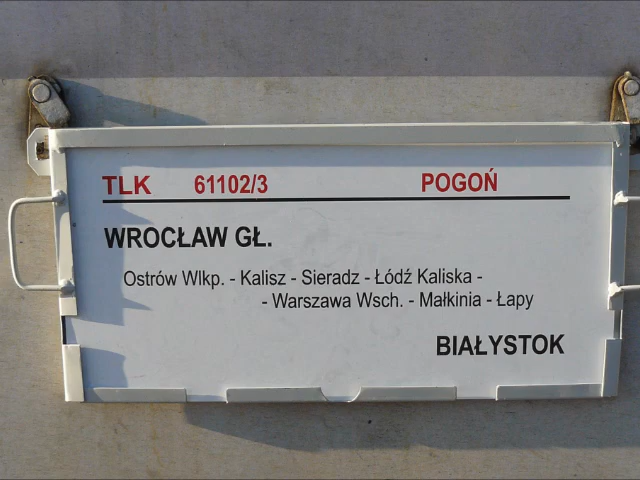 TLK 61102/3 POGOŃ
WROCŁAW GŁ.
Ostrów Wlkp. - Kalisz - Sieradz - Łódź Kaliska -
- Warszawa Wsch. - Małkinia - Łapy
BIAŁYSTOK